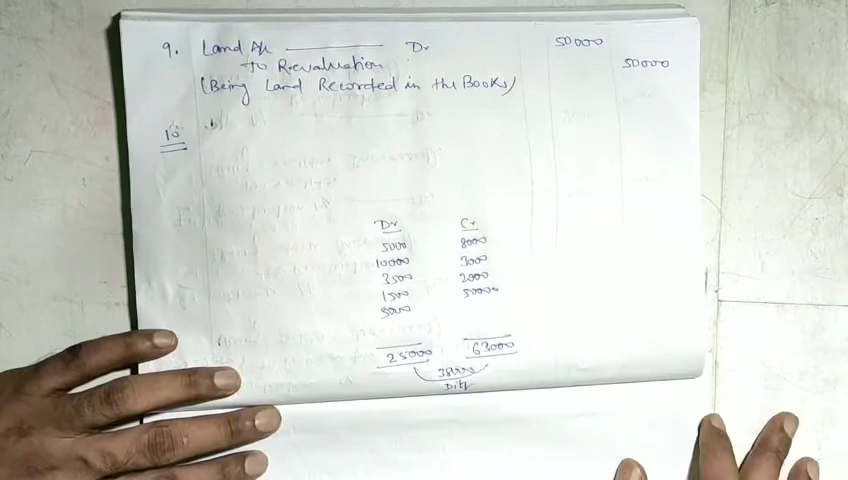 9. Land A/c ———— Dr 50000
To Revaluation 50000
(Being Land Recorded in the Books)
10.
Dr Cr
5000 8000
10000 3000
3500 2000
1500 50000
5000
25000 63000
38000
Diff